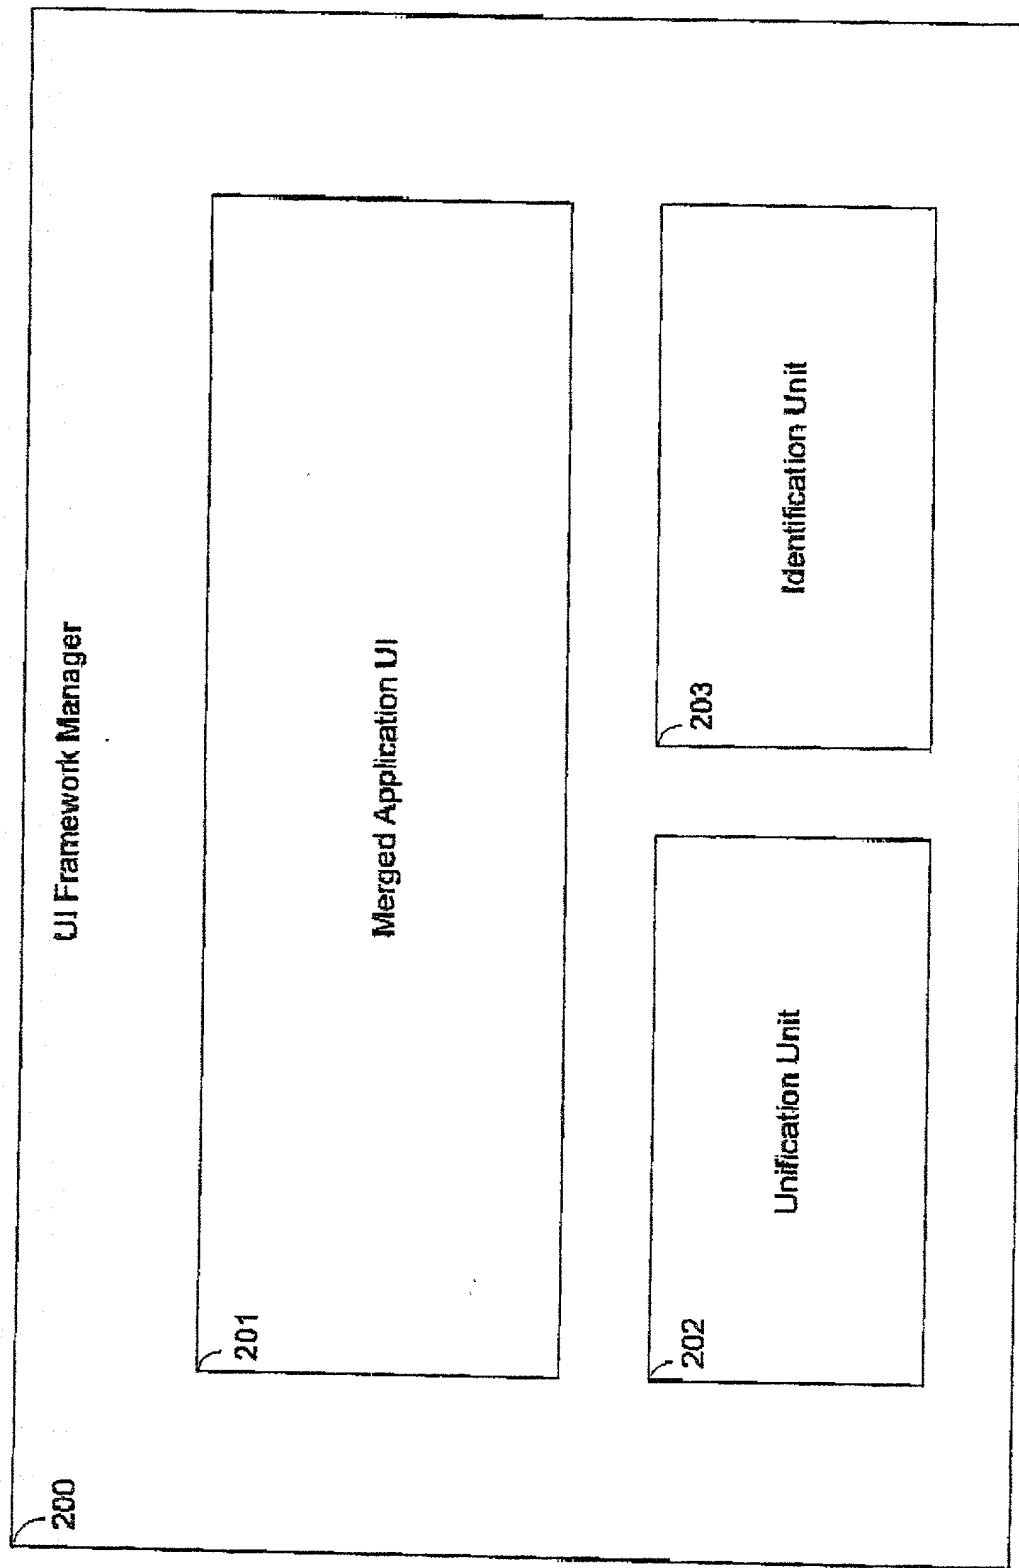 200
UI Framework Manager
201
Merged Application UI
202
Unification Unit
203
Identification Unit